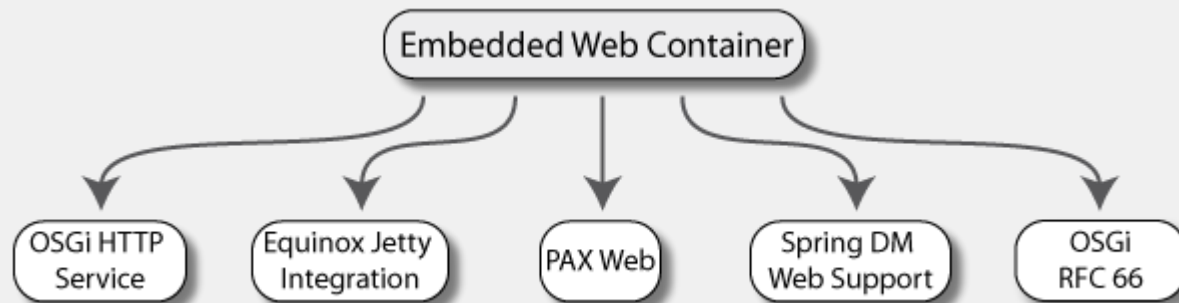 Embedded Web Container
OSGi HTTP
Service
Equinox Jetty
Integration
PAX Web
Spring DM
Web Support
OSGi
RFC 66